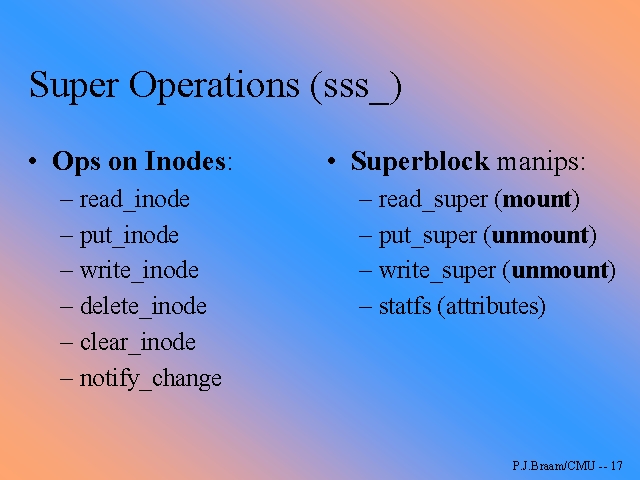 Super Operations (sss_)
• Ops on Inodes:
– read_inode
– put_inode
– write_inode
– delete_inode
– clear_inode
– notify_change
• Superblock manips:
– read_super (mount)
– put_super (unmount)
– write_super (unmount)
– statfs (attributes)
P.J.Braam/CMU -- 17